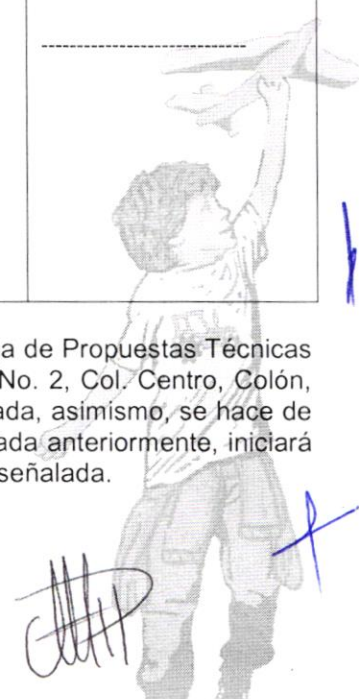 a de Propuestas Técnicas
No. 2, Col. Centro, Colón,
ada, asimismo, se hace de
ada anteriormente, iniciará
señalada.